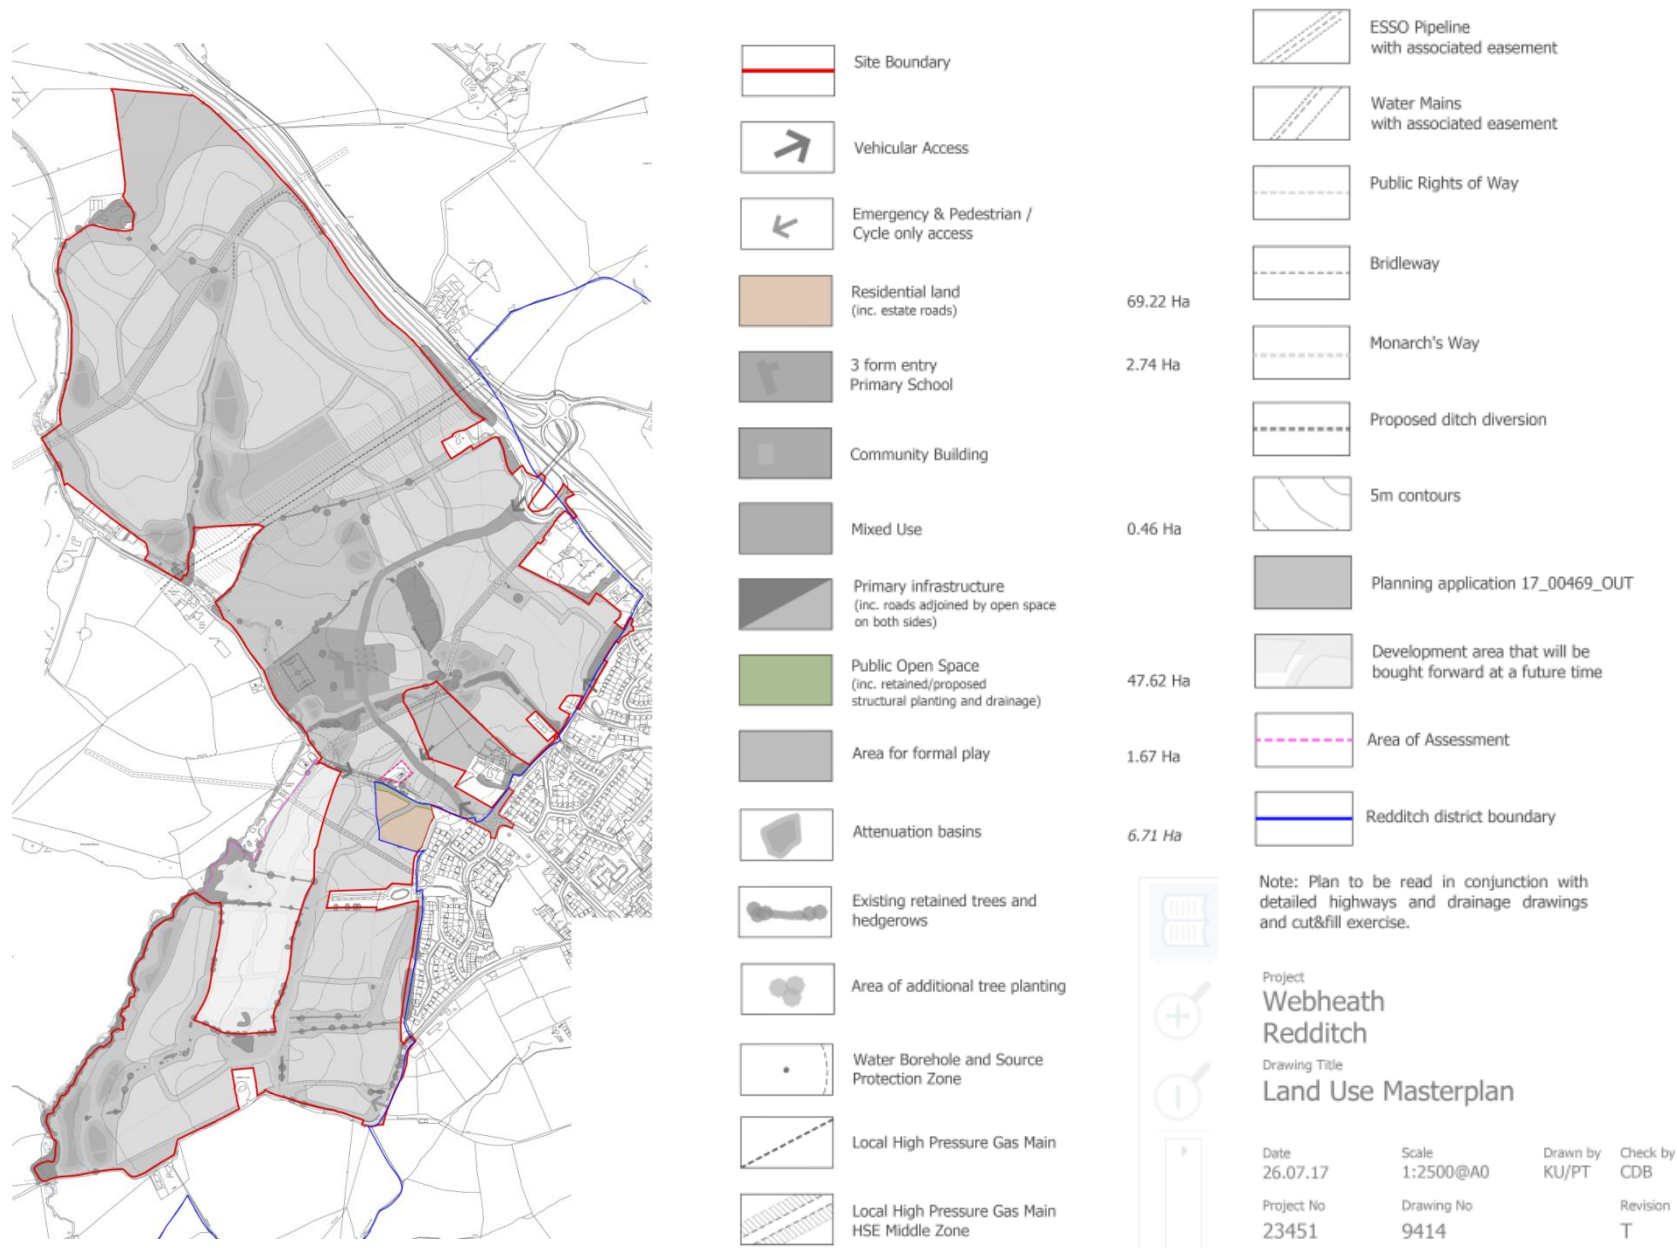 Site Boundary
Vehicular Access
Emergency & Pedestrian /
Cycle only access
Residential land
(inc. estate roads)
69.22 Ha
3 form entry
Primary School
2.74 Ha
Community Building
Mixed Use
0.46 Ha
Primary infrastructure
(inc. roads adjoined by open space
on both sides)
Public Open Space
(inc. retained/proposed
structural planting and drainage)
47.62 Ha
Area for formal play
1.67 Ha
Attenuation basins
6.71 Ha
Existing retained trees and
hedgerows
Area of additional tree planting
Water Borehole and Source
Protection Zone
Local High Pressure Gas Main
Local High Pressure Gas Main
HSE Middle Zone
ESSO Pipeline
with associated easement
Water Mains
with associated easement
Public Rights of Way
Bridleway
Monarch's Way
Proposed ditch diversion
5m contours
Planning application 17_00469_OUT
Development area that will be
bought forward at a future time
Area of Assessment
Redditch district boundary
Note: Plan to be read in conjunction with
detailed highways and drainage drawings
and cut&fill exercise.
Project
Webheath
Redditch
Drawing Title
Land Use Masterplan
Date Scale Drawn by Check by
26.07.17 1:2500@A0 KU/PT CDB
Project No Drawing No Revision
23451 9414 T